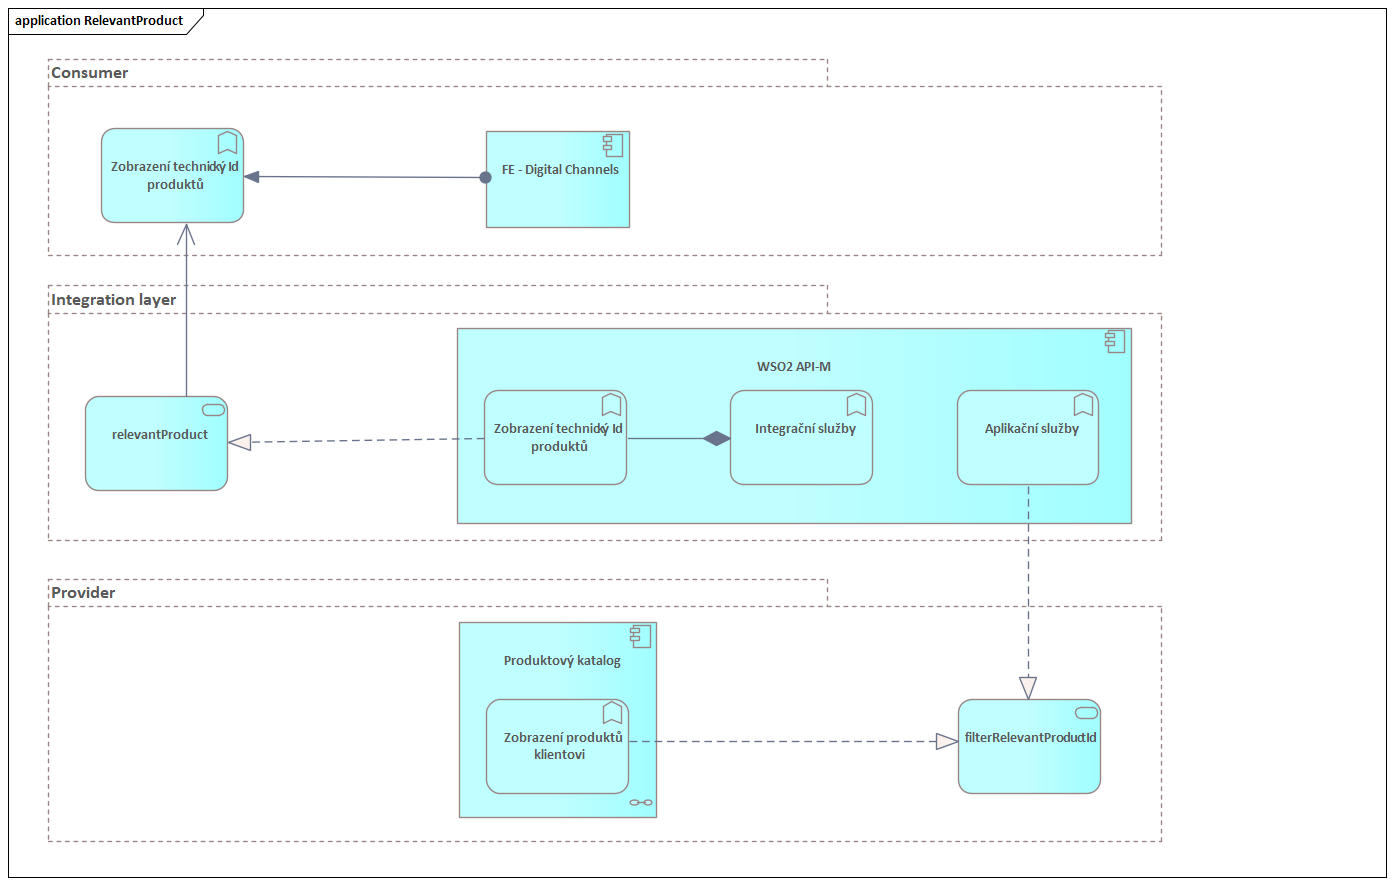 application RelevantProduct
Consumer
Zobrazení technický Id
produktů
FE - Digital Channels
Integration layer
WSO2 API-M
relevantProduct
Zobrazení technický Id
produktů
Integrační služby
Aplikační služby
Provider
Produktový katalog
Zobrazení produktů
klientovi
filterRelevantProductId